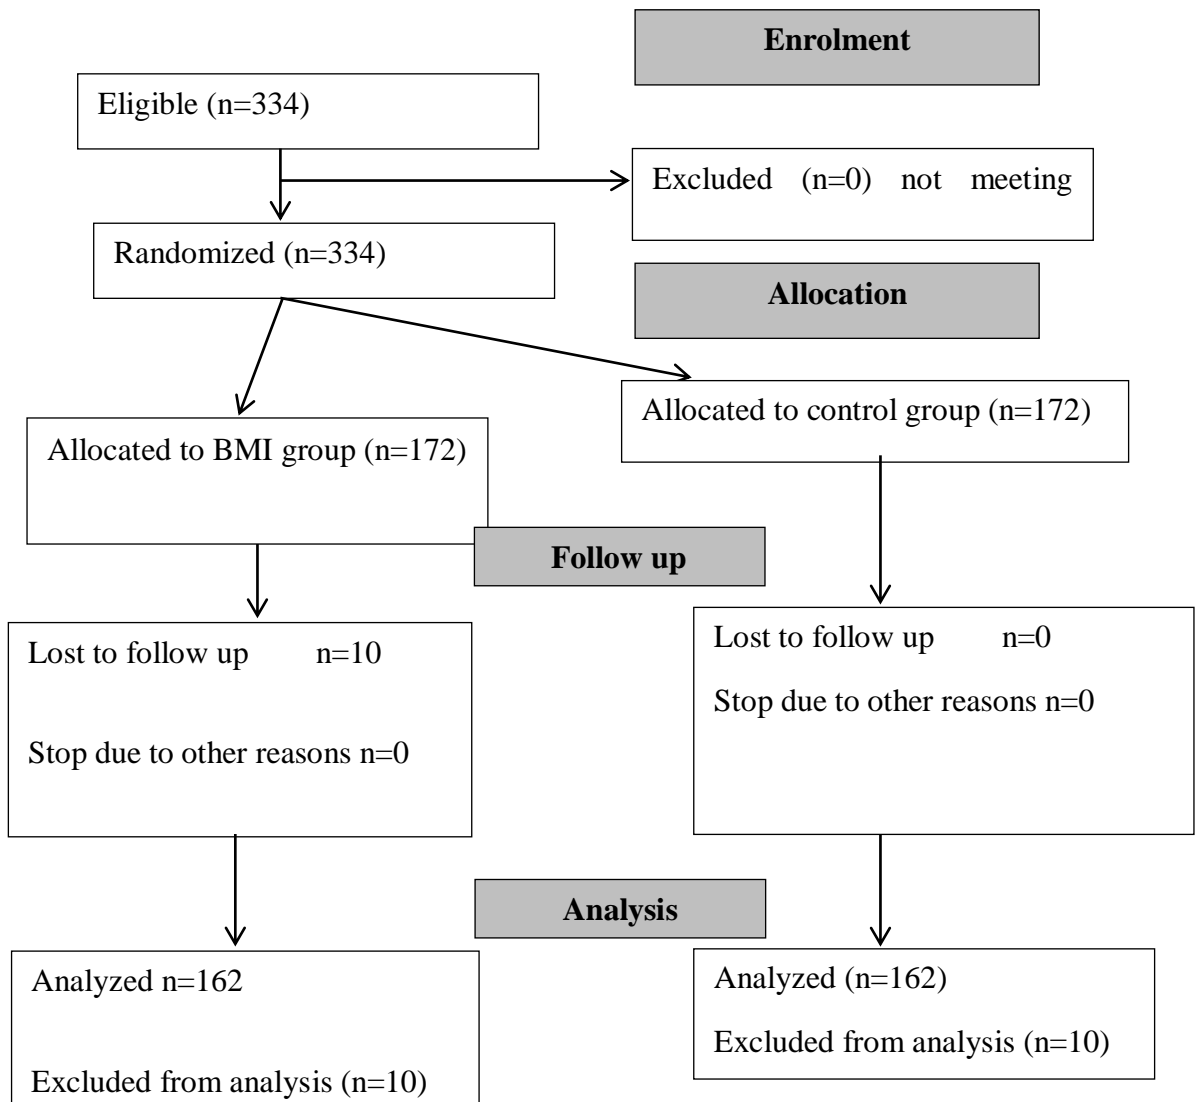 Enrolment
Eligible (n=334)
Excluded (n=0) not meeting
Randomized (n=334)
Allocation
Allocated to control group (n=172)
Allocated to BMI group (n=172)
Follow up
Lost to follow up n=10
Stop due to other reasons n=0
Lost to follow up n=0
Stop due to other reasons n=0
Analysis
Analyzed n=162
Excluded from analysis (n=10)
Analyzed (n=162)
Excluded from analysis (n=10)